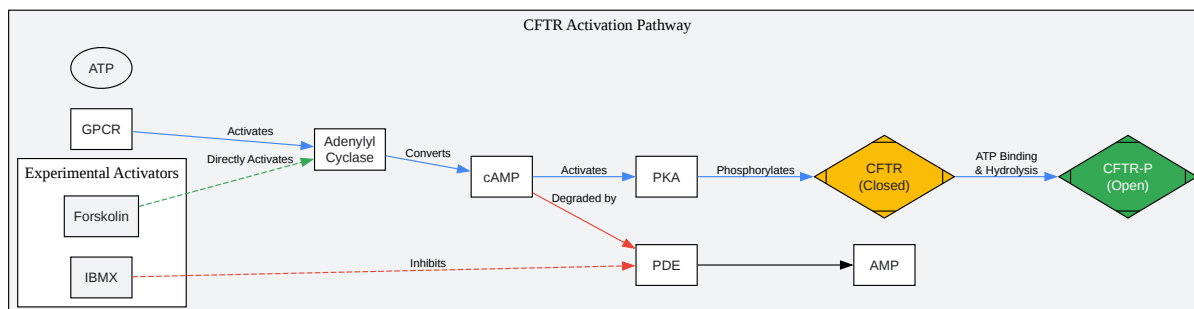 CFTR Activation Pathway
ATP
GPCR
Activates
Adenylyl
Cyclase
Experimental Activators
Directly Activates
Forskolin
IBMX
Converts
cAMP
Activates
Degraded by
Inhibits
PKA
PDE
Phosphorylates
AMP
CFTR
(Closed)
ATP Binding
& Hydrolysis
CFTR-P
(Open)